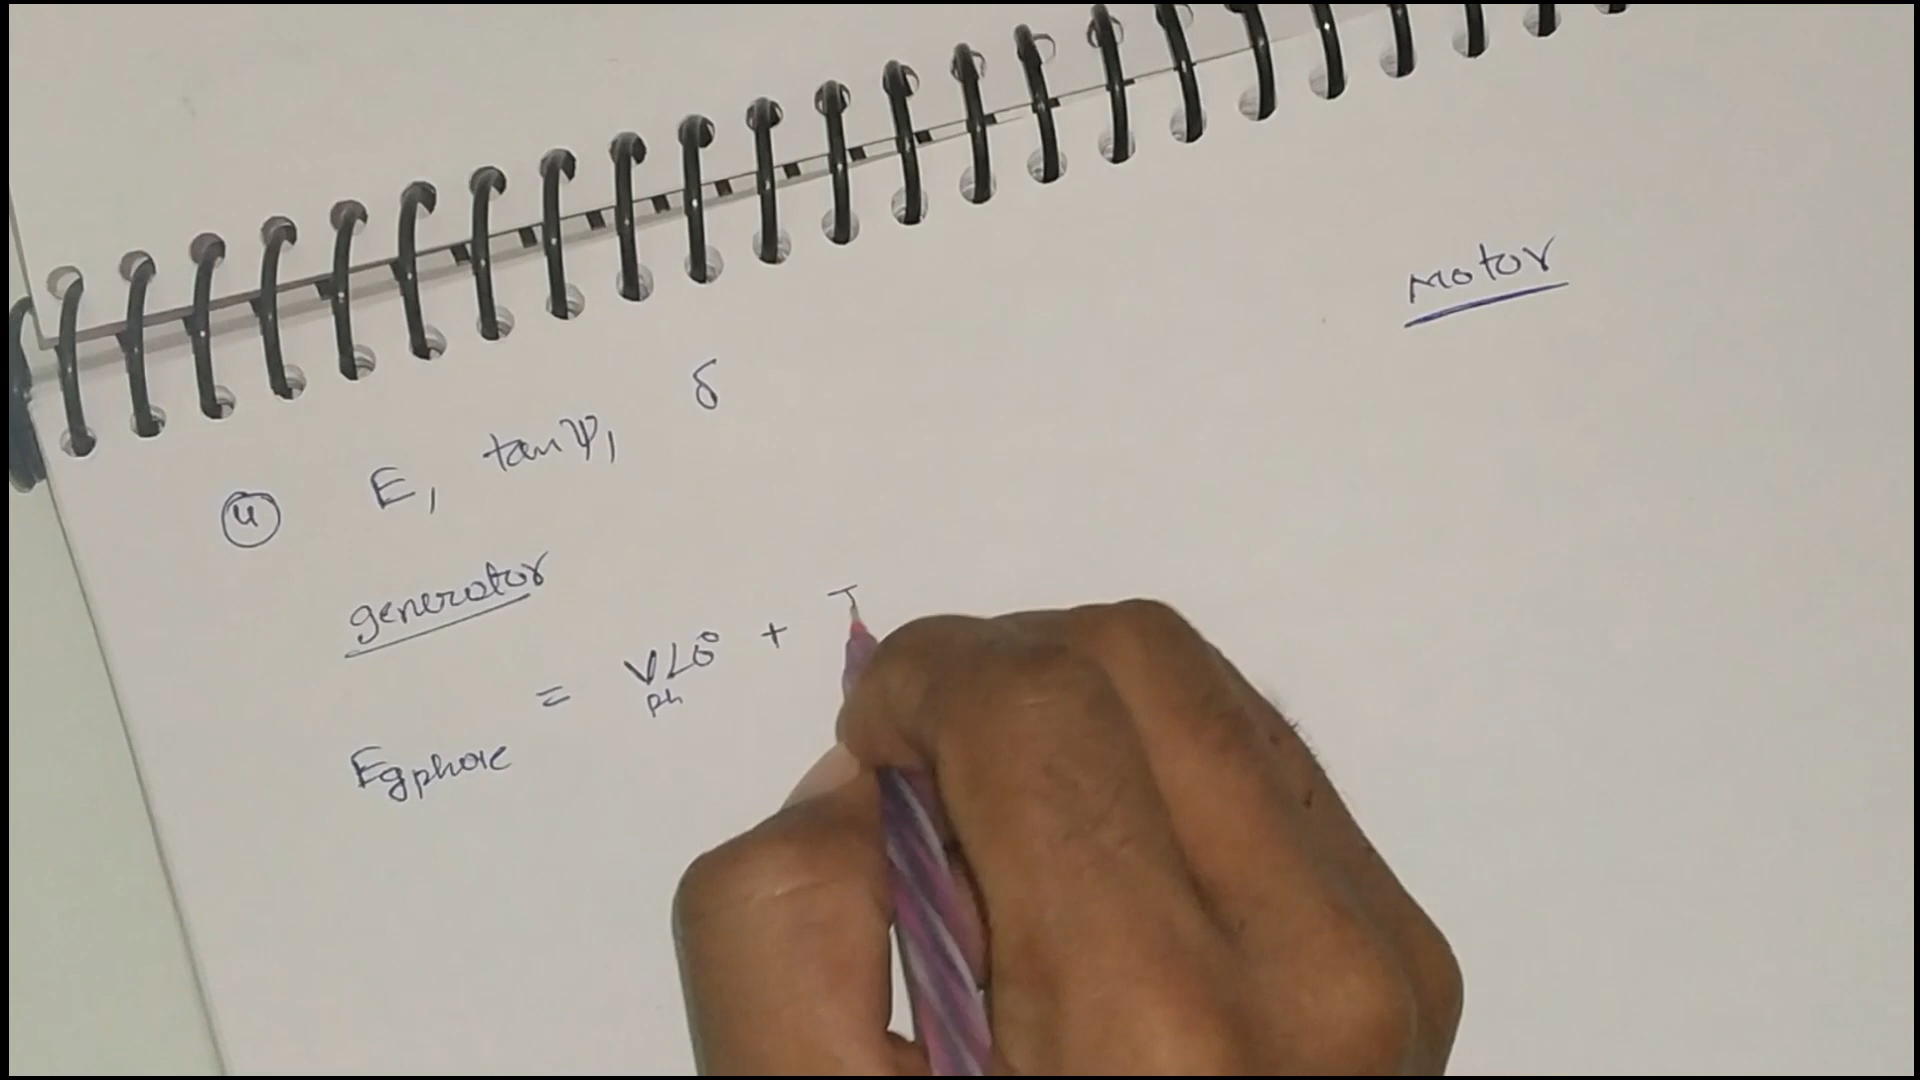 Motor
④ E, tanψ, δ
generator
Egphase = V∠0° + I
ph